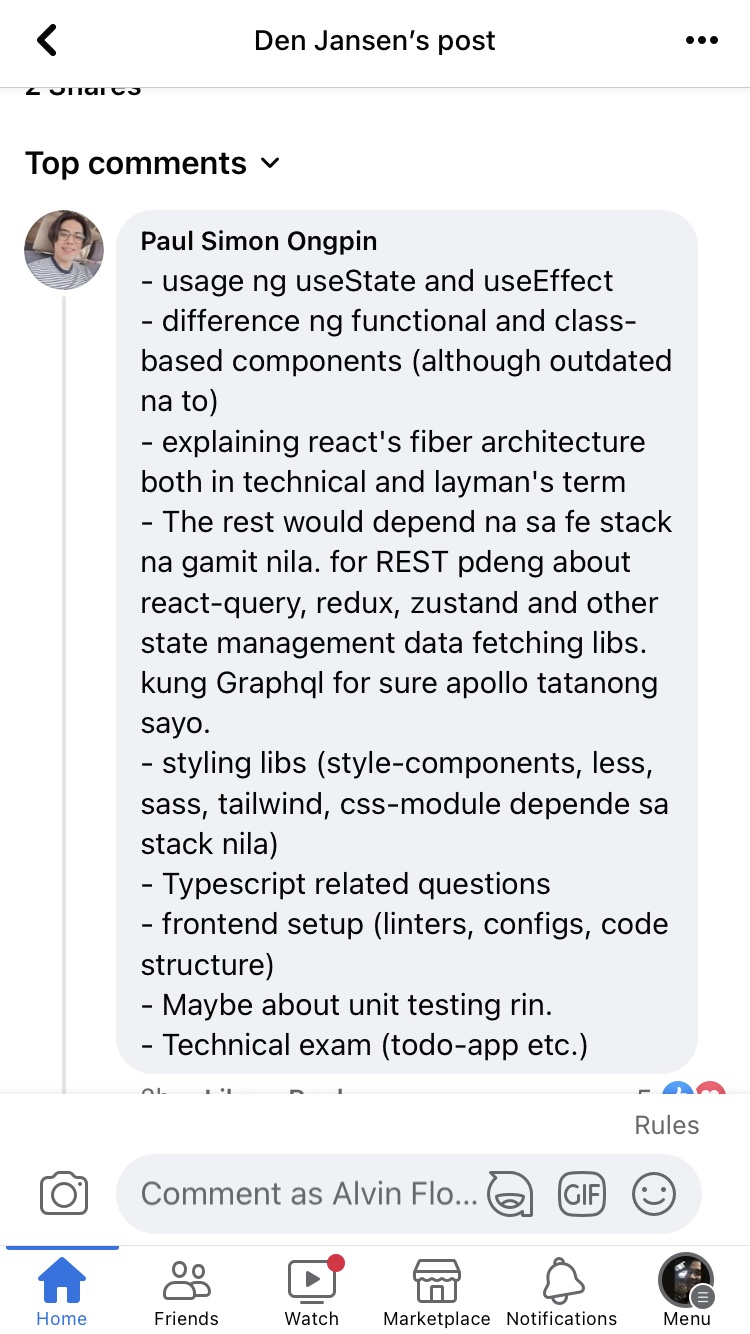 Den Jansen's post
2 Shares
Top comments
Paul Simon Ongpin
- usage ng useState and useEffect
- difference ng functional and class-
based components (although outdated
na to)
- explaining react's fiber architecture
both in technical and layman's term
- The rest would depend na sa fe stack
na gamit nila. for REST pdeng about
react-query, redux, zustand and other
state management data fetching libs.
kung Graphql for sure apollo tatanong
sayo.
- styling libs (style-components, less,
sass, tailwind, css-module depende sa
stack nila)
- Typescript related questions
- frontend setup (linters, configs, code
structure)
- Maybe about unit testing rin.
- Technical exam (todo-app etc.)
Rules
Comment as Alvin Flo...
GIF
Home Friends Watch Marketplace Notifications Menu